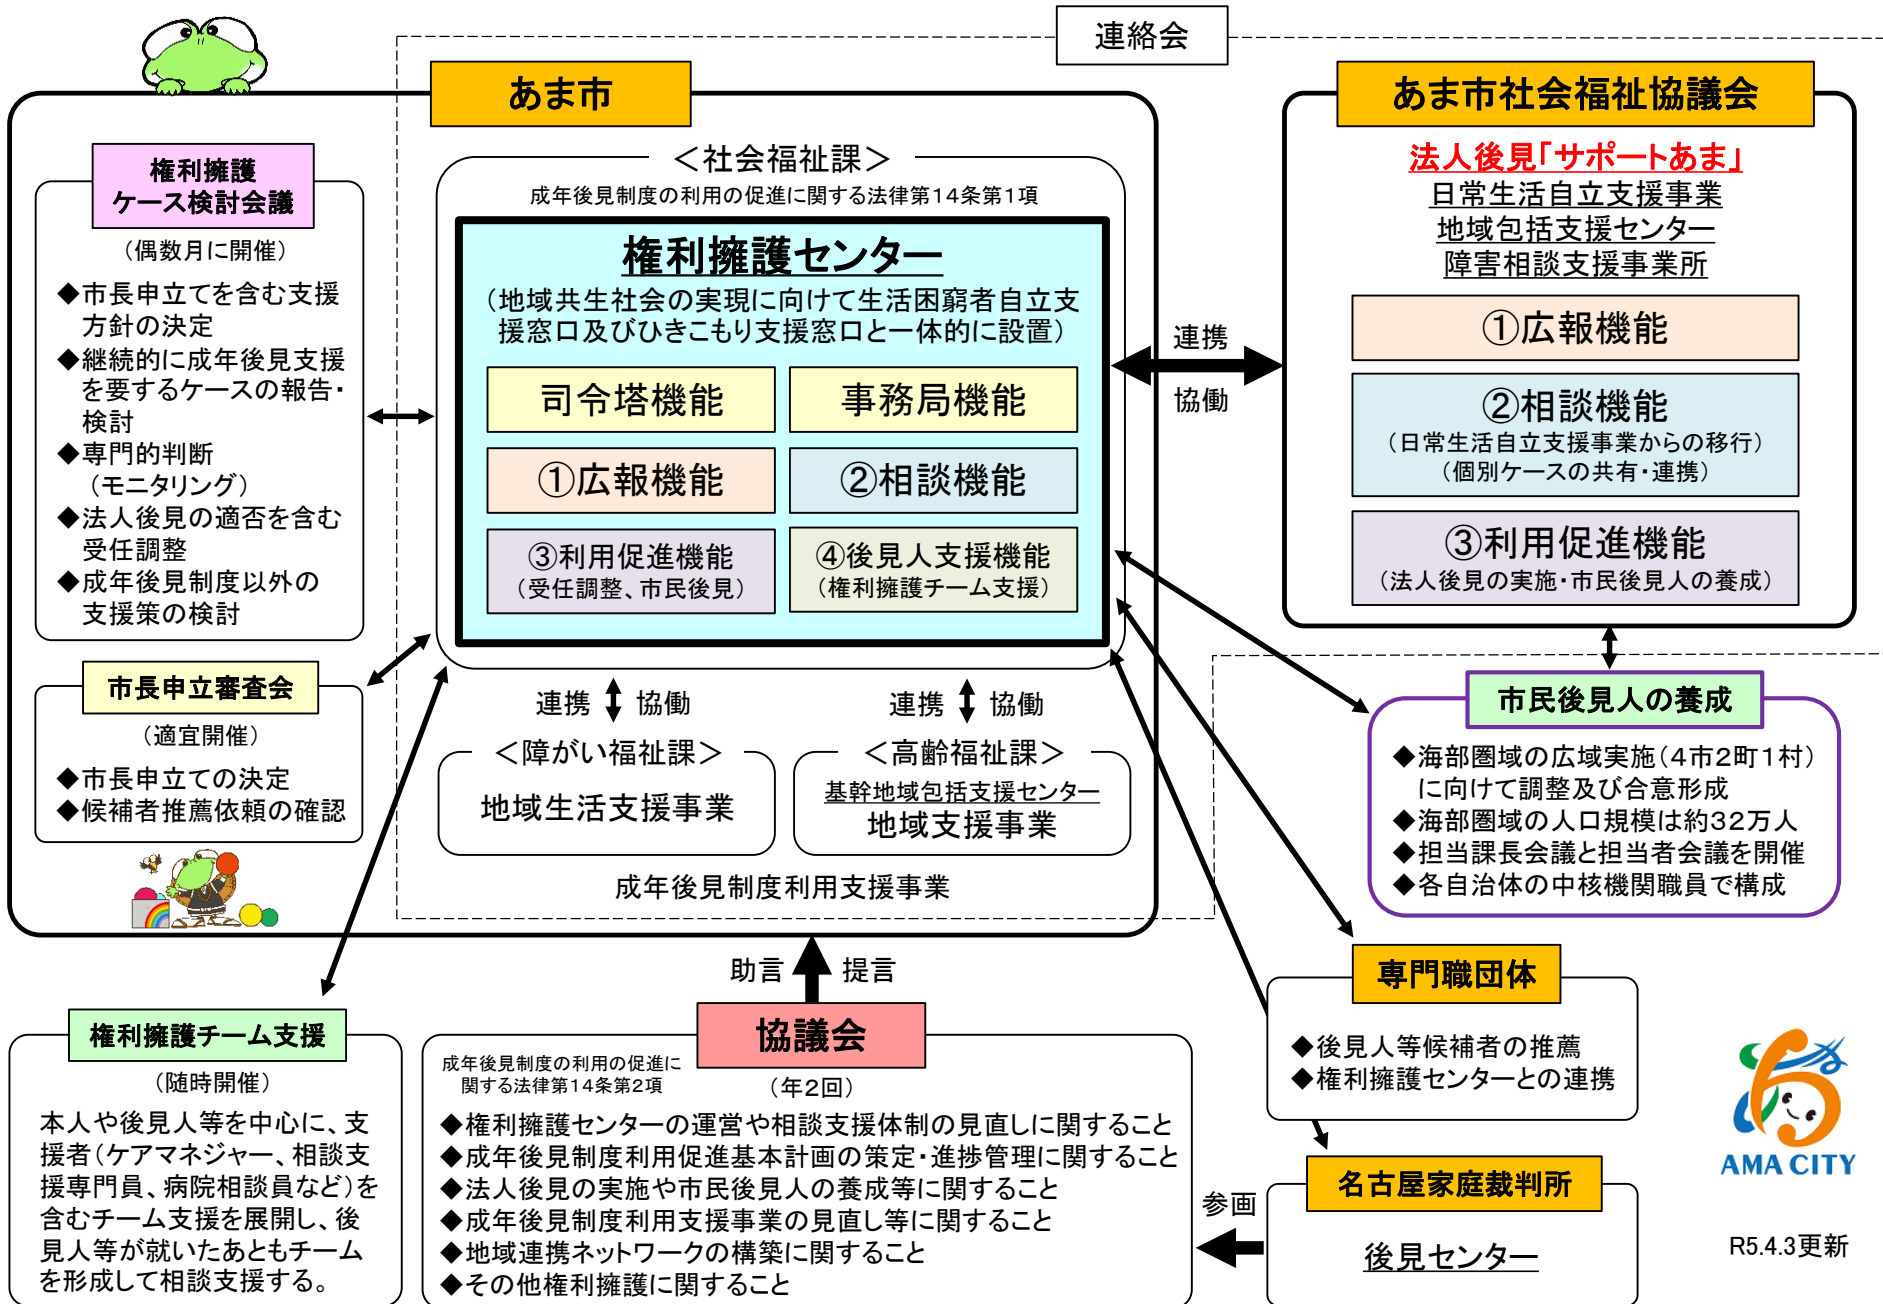 連絡会
あま市
権利擁護
ケース検討会議
(偶数月に開催)
◆市長申立てを含む支援
方針の決定
◆継続的に成年後見支援
を要するケースの報告・
検討
◆専門的判断
(モニタリング)
◆法人後見の適否を含む
受任調整
◆成年後見制度以外の
支援策の検討
市長申立審査会
(適宜開催)
◆市長申立ての決定
◆候補者推薦依頼の確認
<社会福祉課>
成年後見制度の利用の促進に関する法律第14条第1項
権利擁護センター
(地域共生社会の実現に向けて生活困窮者自立支
援窓口及びひきこもり支援窓口と一体的に設置)
司令塔機能
事務局機能
①広報機能
②相談機能
③利用促進機能
(受任調整、市民後見)
④後見人支援機能
(権利擁護チーム支援)
連携 協働
連携 協働
<障がい福祉課>
地域生活支援事業
<高齢福祉課>
基幹地域包括支援センター
地域支援事業
成年後見制度利用支援事業
連携
協働
あま市社会福祉協議会
法人後見「サポートあま」
日常生活自立支援事業
地域包括支援センター
障害相談支援事業所
①広報機能
②相談機能
(日常生活自立支援事業からの移行)
(個別ケースの共有・連携)
③利用促進機能
(法人後見の実施・市民後見人の養成)
市民後見人の養成
◆海部圏域の広域実施(4市2町1村)
に向けて調整及び合意形成
◆海部圏域の人口規模は約32万人
◆担当課長会議と担当者会議を開催
◆各自治体の中核機関職員で構成
助言 提言
権利擁護チーム支援
(随時開催)
本人や後見人等を中心に、支
援者(ケアマネジャー、相談支
援専門員、病院相談員など)を
含むチーム支援を展開し、後
見人等が就いたあともチーム
を形成して相談支援する。
協議会
成年後見制度の利用の促進に
関する法律第14条第2項
(年2回)
◆権利擁護センターの運営や相談支援体制の見直しに関すること
◆成年後見制度利用促進基本計画の策定・進捗管理に関すること
◆法人後見の実施や市民後見人の養成等に関すること
◆成年後見制度利用支援事業の見直し等に関すること
◆地域連携ネットワークの構築に関すること
◆その他権利擁護に関すること
専門職団体
◆後見人等候補者の推薦
◆権利擁護センターとの連携
参画
名古屋家庭裁判所
後見センター
AMA CITY
R5.4.3更新